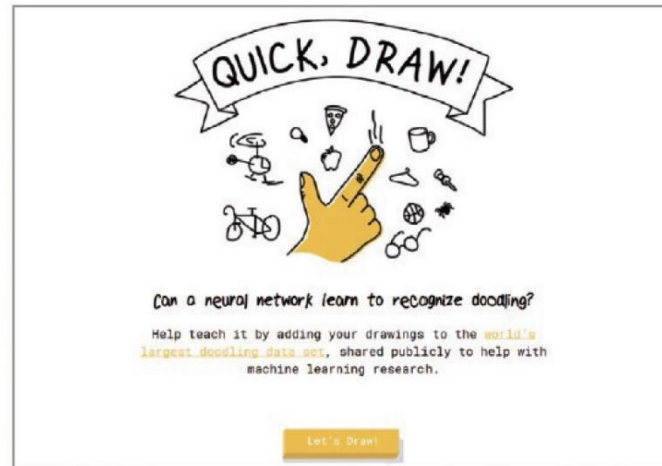 QUICK, DRAW!
Can a neural network learn to recognize doodling?
Help teach it by adding your drawings to the world's
largest doodling data set, shared publicly to help with
machine learning research.
Let's Draw!